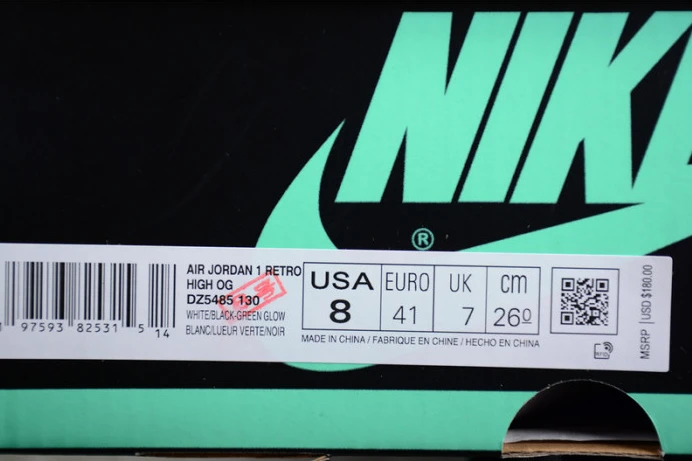 NIKE
®
AIR JORDAN 1 RETRO
HIGH OG
DZ5485 130
WHITE/BLACK-GREEN GLOW
BLANC/LUEUR VERTE/NOIR
USA EURO UK cm
8 41 7 26º
MADE IN CHINA / FABRIQUE EN CHINE / HECHO EN CHINA
97593 82531 5 14
MSRP USD $180.00